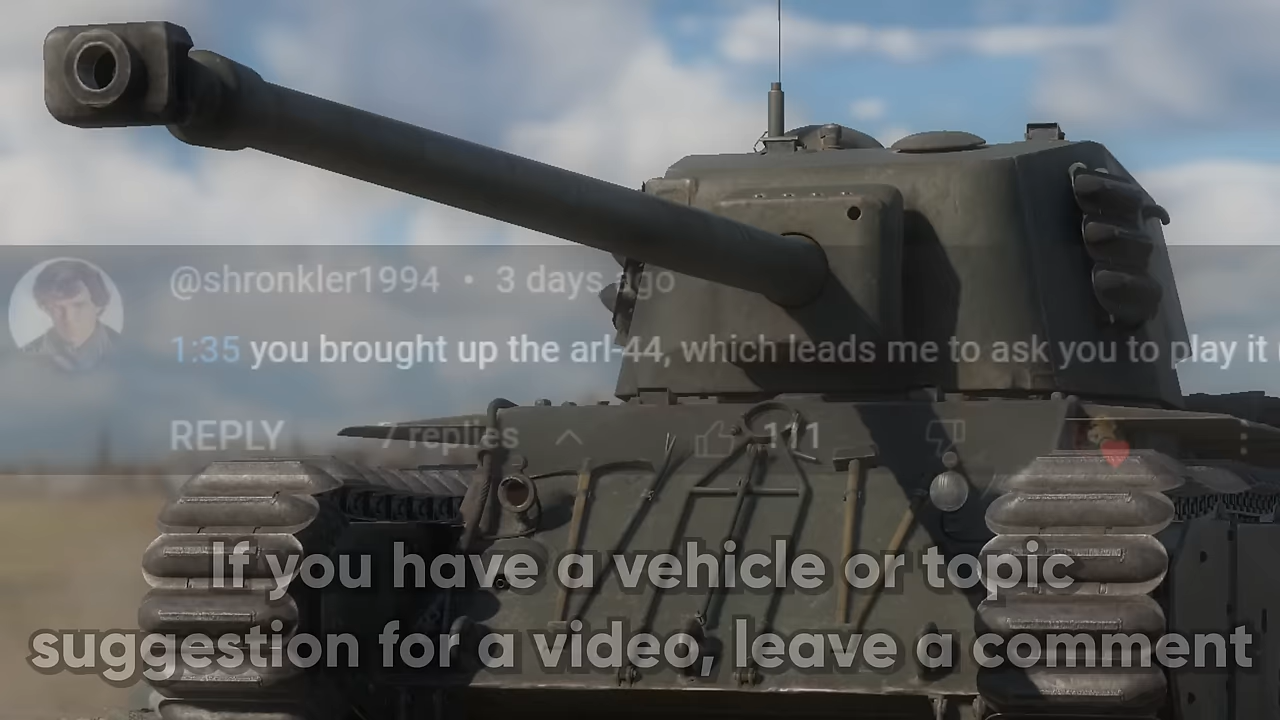 @shronkler1994 • 3 days ago
1:35 you brought up the arl-44, which leads me to ask you to play it
REPLY 7 replies 111
If you have a vehicle or topic
suggestion for a video, leave a comment